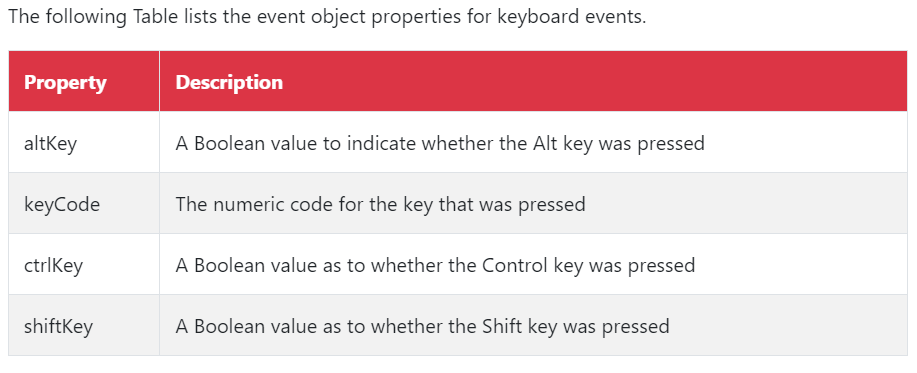 The following Table lists the event object properties for keyboard events.
Property Description
altKey A Boolean value to indicate whether the Alt key was pressed
keyCode The numeric code for the key that was pressed
ctrlKey A Boolean value as to whether the Control key was pressed
shiftKey A Boolean value as to whether the Shift key was pressed